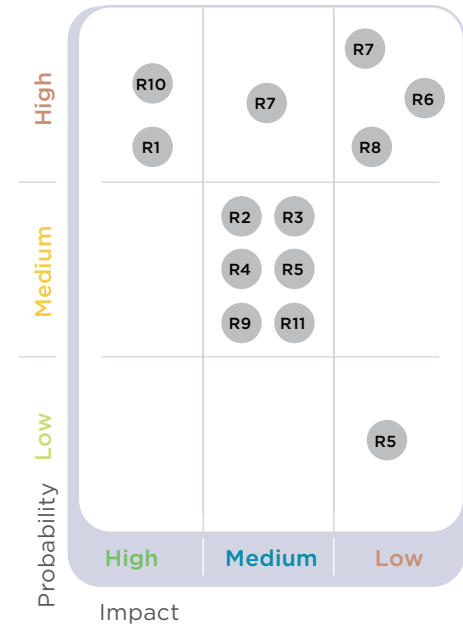 High
R10
R7
R7
R6
R1
R8
Medium
R2
R3
R4
R5
R9
R11
Low
R5
Probability
High
Medium
Low
Impact